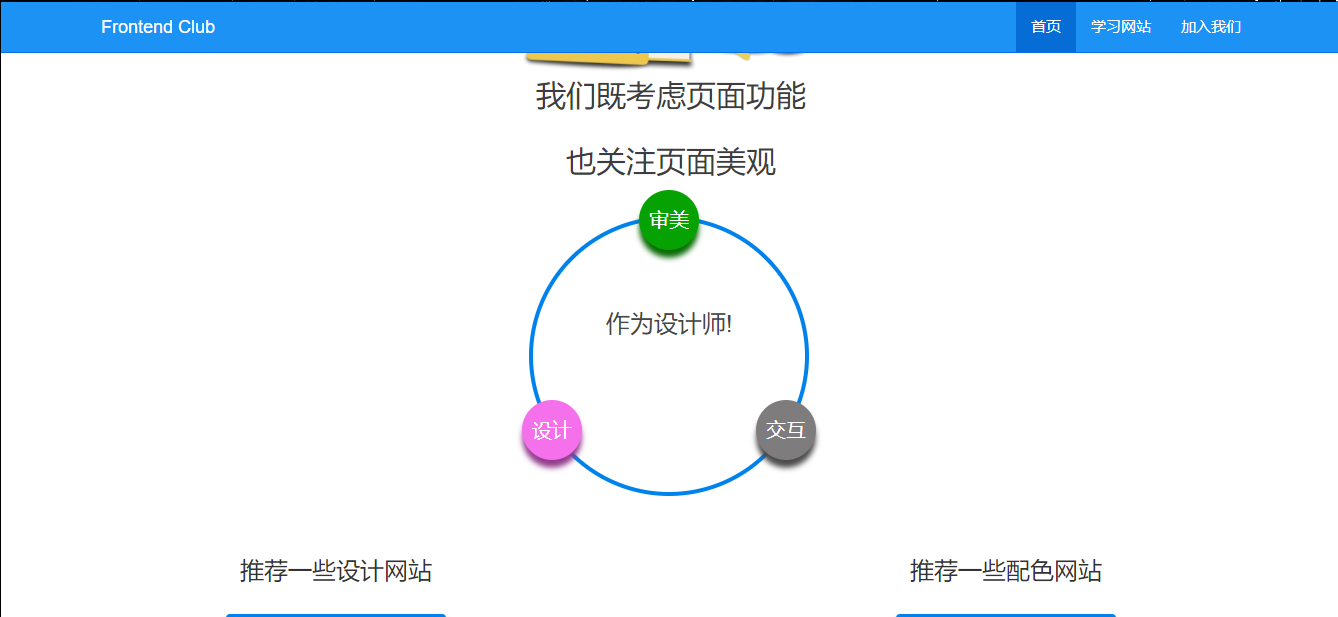 Frontend Club 首页 学习网站 加入我们
我们既考虑页面功能
也关注页面美观
审美
作为设计师!
设计 交互
推荐一些设计网站 推荐一些配色网站